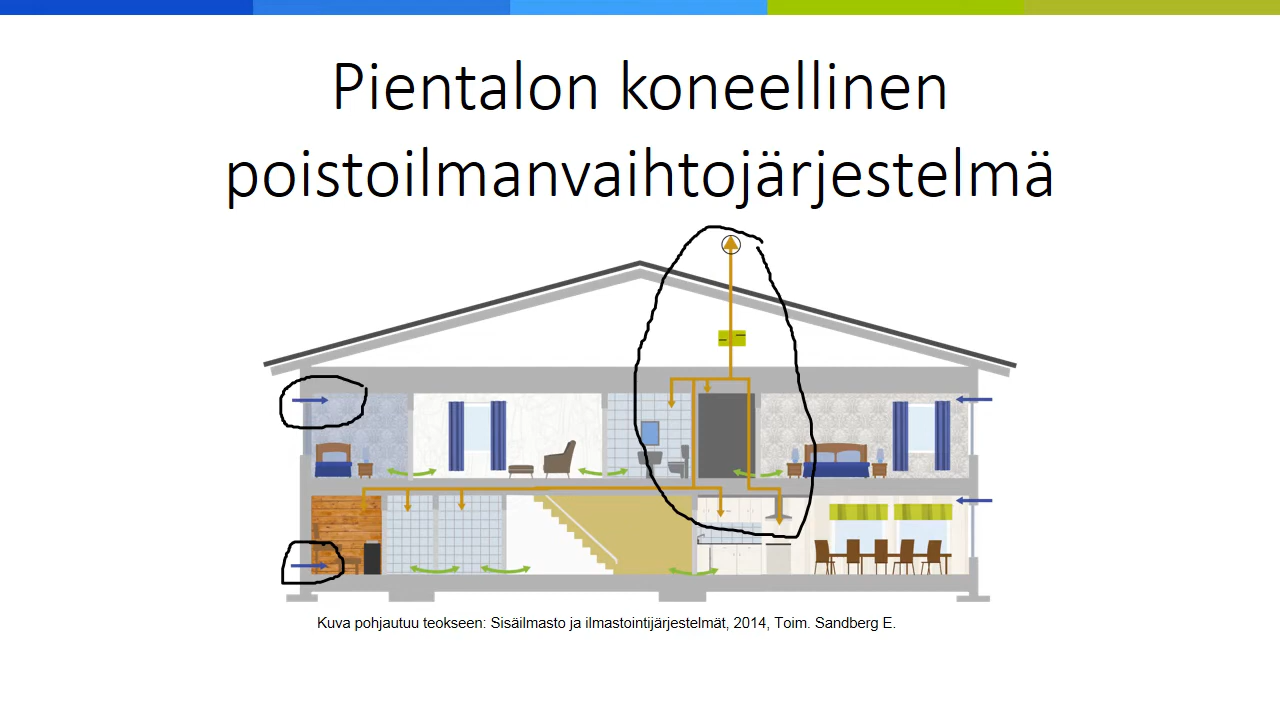 Pientalon koneellinen
poistoilmanvaihtojärjestelmä
Kuva pohjautuu teokseen: Sisäilmasto ja ilmastointijärjestelmät, 2014, Toim. Sandberg E.